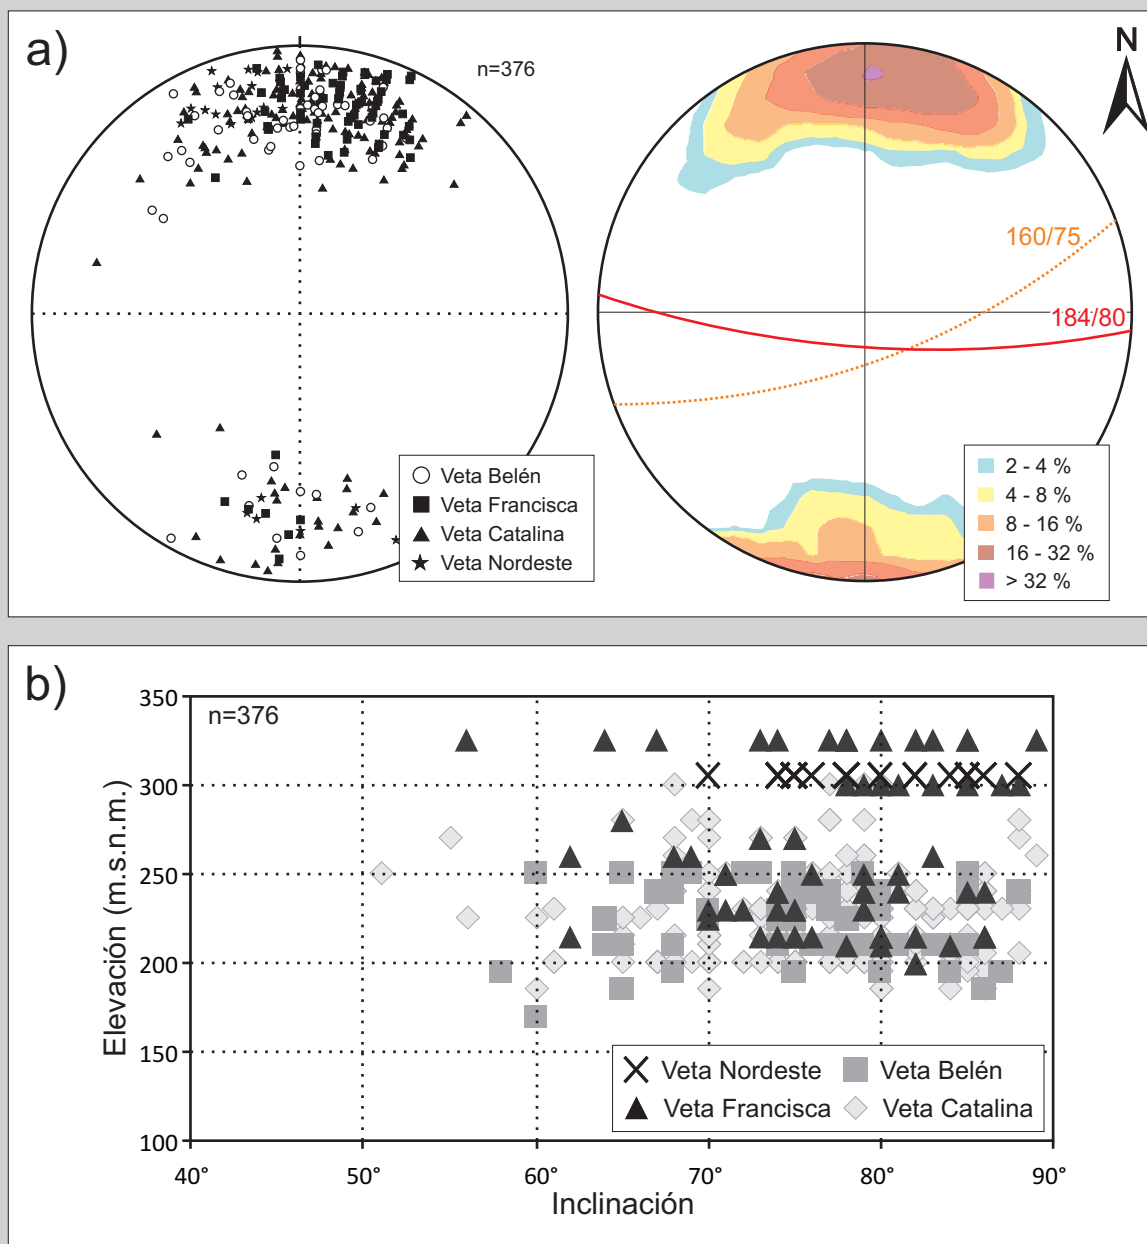 a)
n=376
N
160/75
184/80
Veta Belén
Veta Francisca
Veta Catalina
Veta Nordeste
2 - 4 %
4 - 8 %
8 - 16 %
16 - 32 %
> 32 %
b)
n=376
Elevación (m.s.n.m.)
350
300
250
200
150
100
Veta Nordeste
Veta Belén
Veta Francisca
Veta Catalina
40°
50°
60°
70°
80°
90°
Inclinación